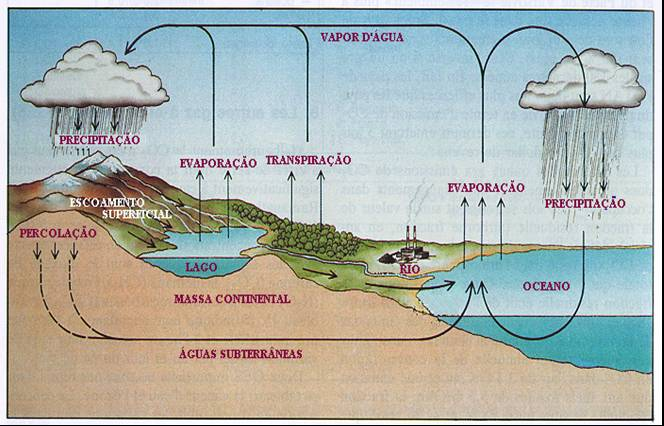 VAPOR D'ÁGUA
PRECIPITAÇÃO
EVAPORAÇÃO
TRANSPIRAÇÃO
EVAPORAÇÃO
PRECIPITAÇÃO
ESCOAMENTO
SUPERFICIAL
PERCOLAÇÃO
LAGO
RIO
OCEANO
MASSA CONTINENTAL
ÁGUAS SUBTERRÂNEAS